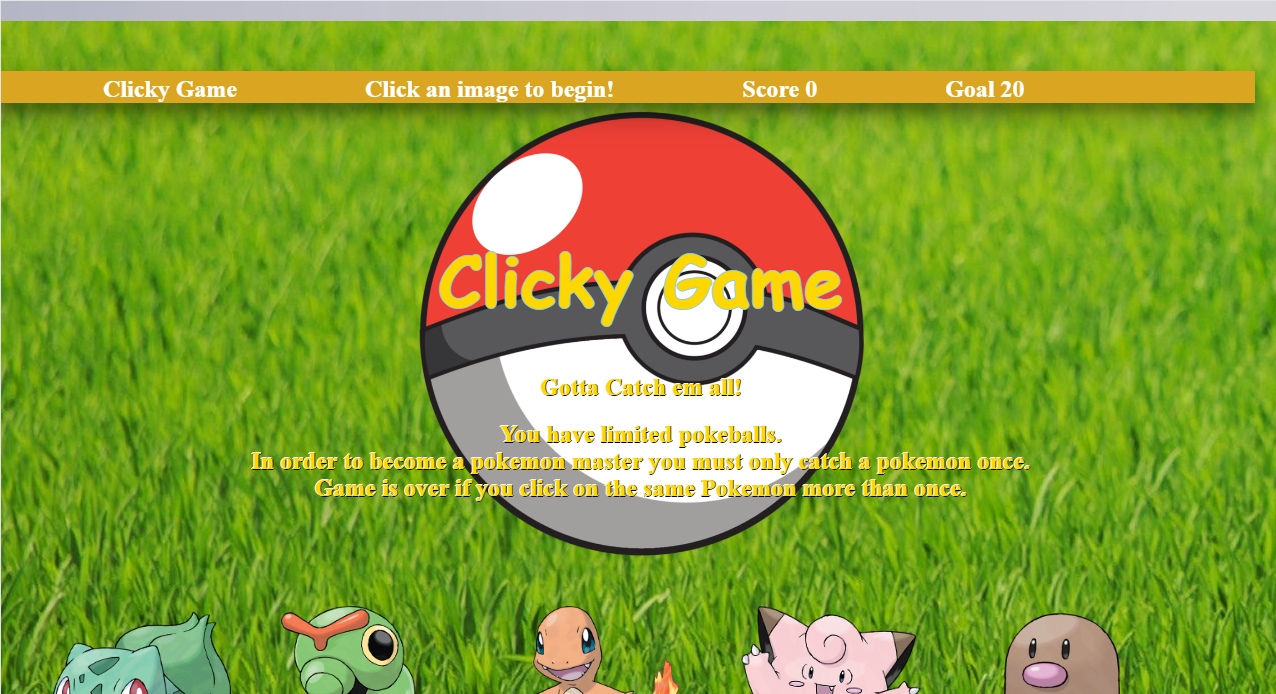 Clicky Game Click an image to begin! Score 0 Goal 20
Clicky Game
Gotta Catch em all!
You have limited pokeballs.
In order to become a pokemon master you must only catch a pokemon once.
Game is over if you click on the same Pokemon more than once.